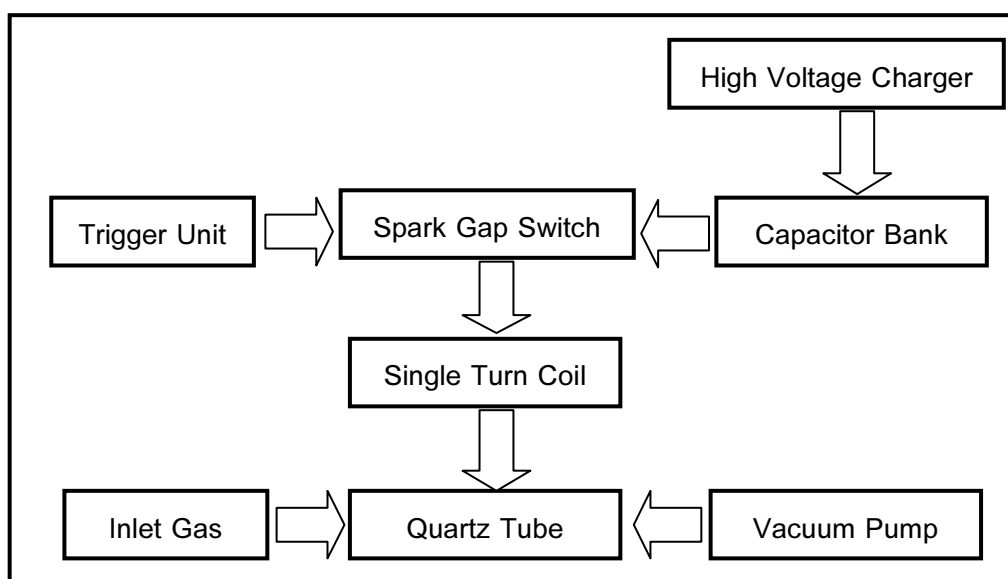 High Voltage Charger
Trigger Unit
Spark Gap Switch
Capacitor Bank
Single Turn Coil
Inlet Gas
Quartz Tube
Vacuum Pump